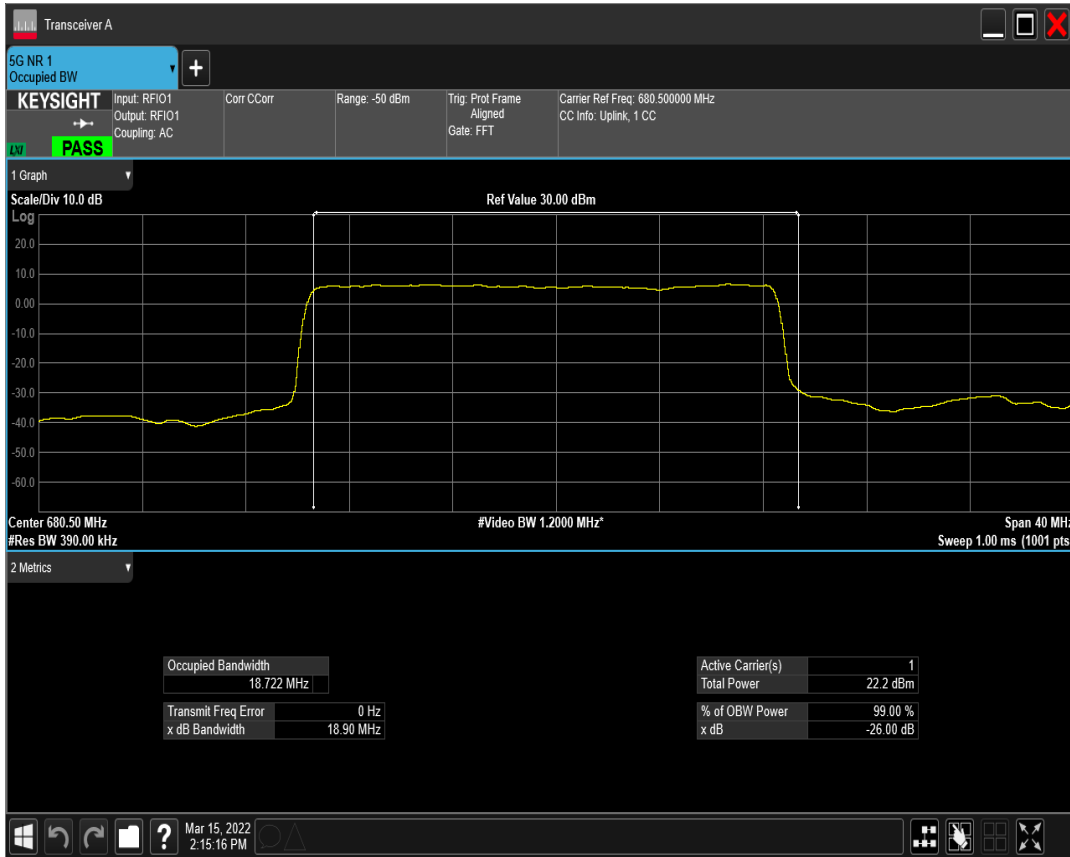 Transceiver A
5G NR 1
Occupied BW
KEYSIGHT
LXI
PASS
Input: RFIO1
Output: RFIO1
Coupling: AC
Corr CCorr
Range: -50 dBm
Trig: Prot Frame
Aligned
Gate: FFT
Carrier Ref Freq: 680.500000 MHz
CC Info: Uplink, 1 CC
1 Graph
Scale/Div 10.0 dB
Ref Value 30.00 dBm
Log
20.0
10.0
0.00
-10.0
-20.0
-30.0
-40.0
-50.0
-60.0
Center 680.50 MHz
#Video BW 1.2000 MHz*
Span 40 MHz
#Res BW 390.00 kHz
Sweep 1.00 ms (1001 pts
2 Metrics
Occupied Bandwidth
18.722 MHz
Transmit Freq Error 0 Hz
x dB Bandwidth 18.90 MHz
Active Carrier(s) 1
Total Power 22.2 dBm
% of OBW Power 99.00 %
x dB -26.00 dB
?
Mar 15, 2022
2:15:16 PM